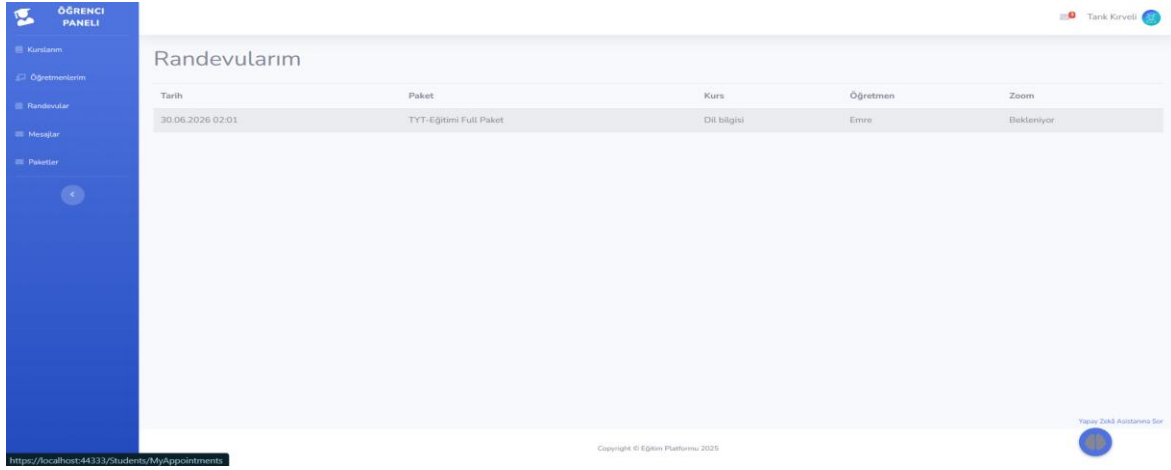 ÖĞRENCI
PANELI
Tarık Kırveli
Kurslarım
Öğretmenlerim
Randevular
Mesajlar
Paketler
Randevularım
Tarih Paket Kurs Öğretmen Zoom
30.06.2026 02:01 TYT-Eğitimi Full Paket Dil bilgisi Emre Bekleniyor
Yapay Zekâ Asistanına Sor
Copyright © Eğitim Platformu 2025
https://localhost:44333/Students/MyAppointments